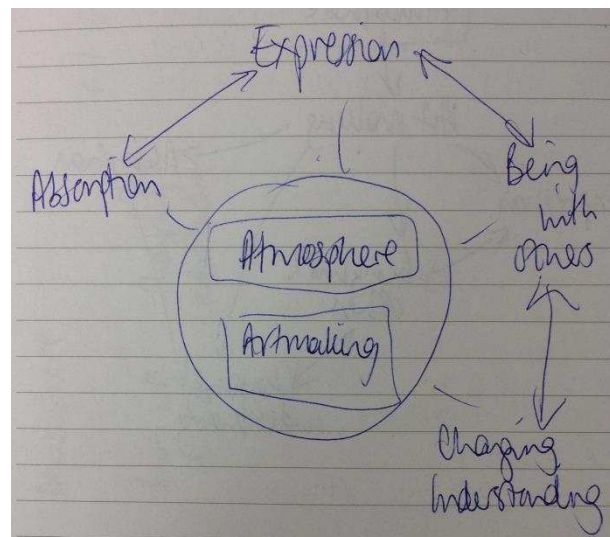 Expression
Absorption
Being
with
others
Atmosphere
Artmaking
Changing
Understanding